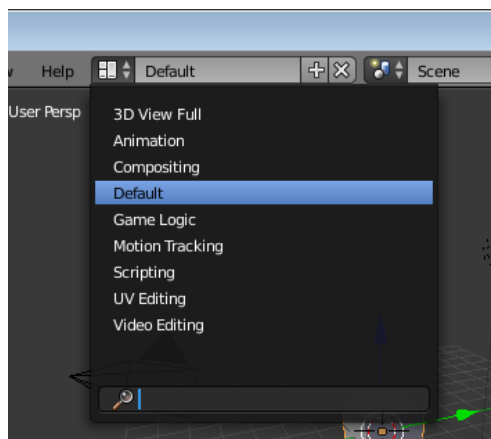 Help Default Scene
User Persp
3D View Full
Animation
Compositing
Default
Game Logic
Motion Tracking
Scripting
UV Editing
Video Editing